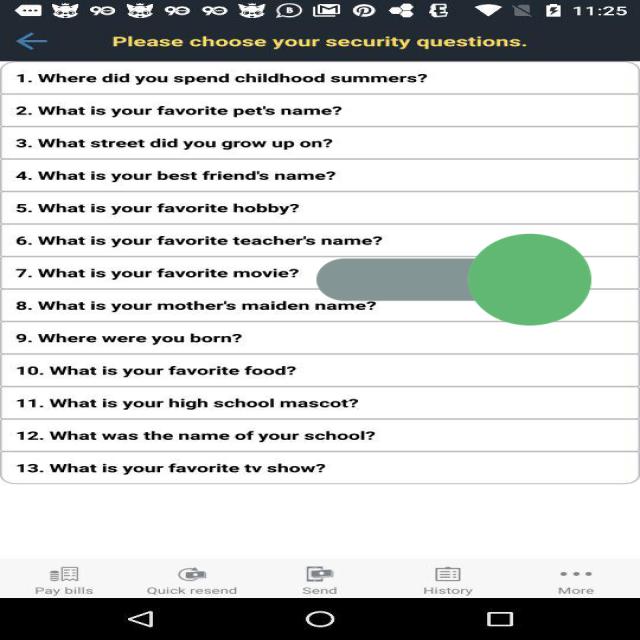 11:25
Please choose your security questions.
1. Where did you spend childhood summers?
2. What is your favorite pet's name?
3. What street did you grow up on?
4. What is your best friend's name?
5. What is your favorite hobby?
6. What is your favorite teacher's name?
7. What is your favorite movie?
8. What is your mother's maiden name?
9. Where were you born?
10. What is your favorite food?
11. What is your high school mascot?
12. What was the name of your school?
13. What is your favorite tv show?
Pay bills Quick resend Send History More